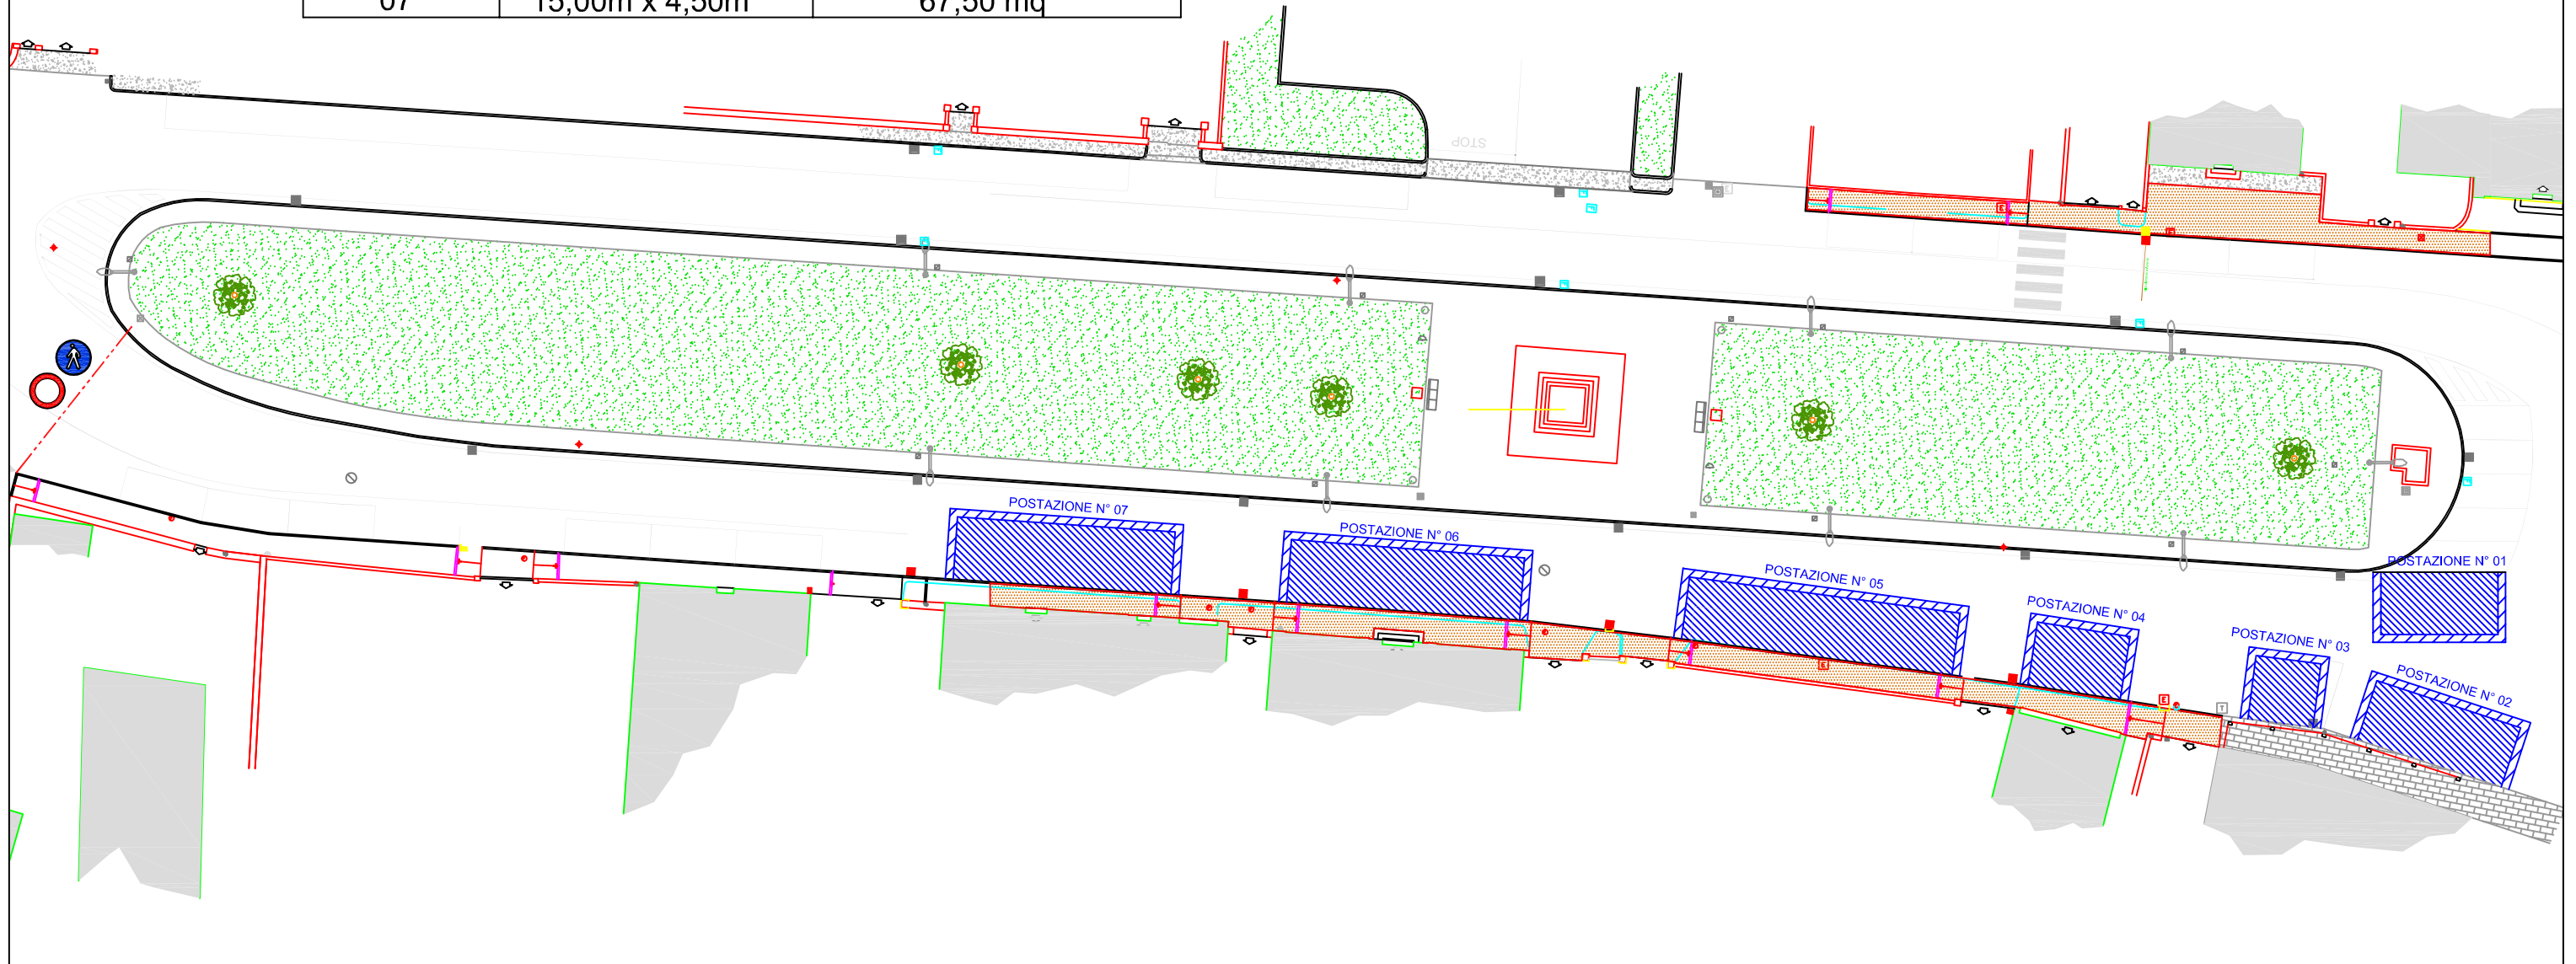 07 15,00m x 4,50m 67,50 mq
STOP
POSTAZIONE N° 07
POSTAZIONE N° 06
POSTAZIONE N° 05
POSTAZIONE N° 04
POSTAZIONE N° 03
POSTAZIONE N° 02
POSTAZIONE N° 01
E
E
E
T